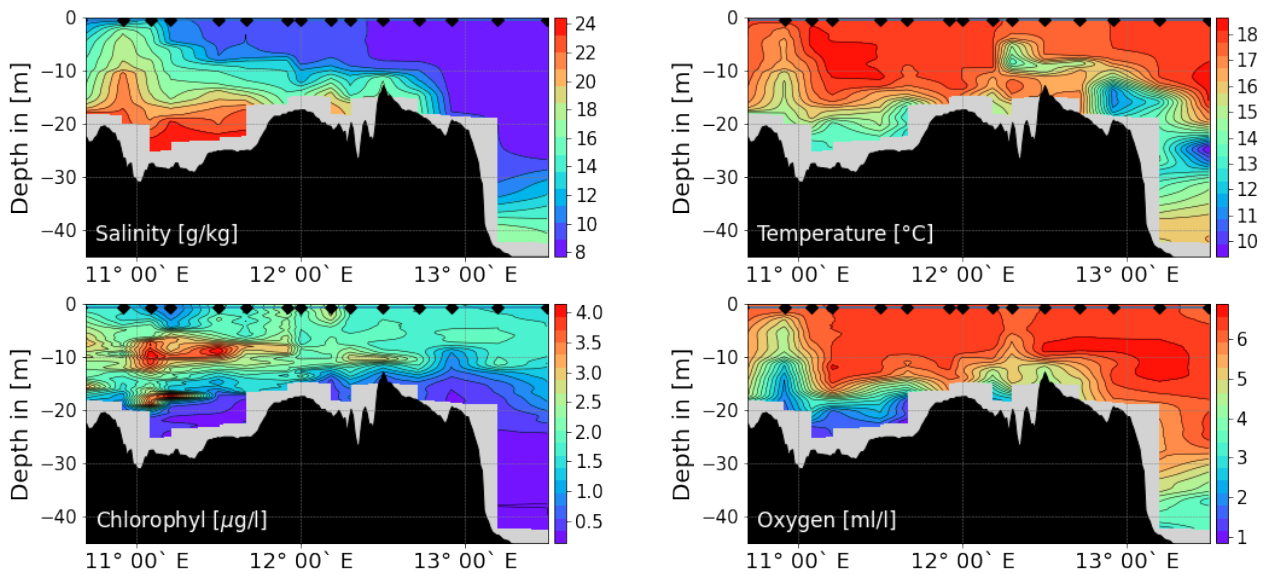 0
−10
−20
−30
−40
Depth in [m]
Salinity [g/kg]
11° 00` E
12° 00` E
13° 00` E
24
22
20
18
16
14
12
10
8
0
−10
−20
−30
−40
Depth in [m]
Temperature [°C]
11° 00` E
12° 00` E
13° 00` E
18
17
16
15
14
13
12
11
10
0
−10
−20
−30
−40
Depth in [m]
Chlorophyl [µg/l]
11° 00` E
12° 00` E
13° 00` E
4.0
3.5
3.0
2.5
2.0
1.5
1.0
0.5
0
−10
−20
−30
−40
Depth in [m]
Oxygen [ml/l]
11° 00` E
12° 00` E
13° 00` E
6
5
4
3
2
1